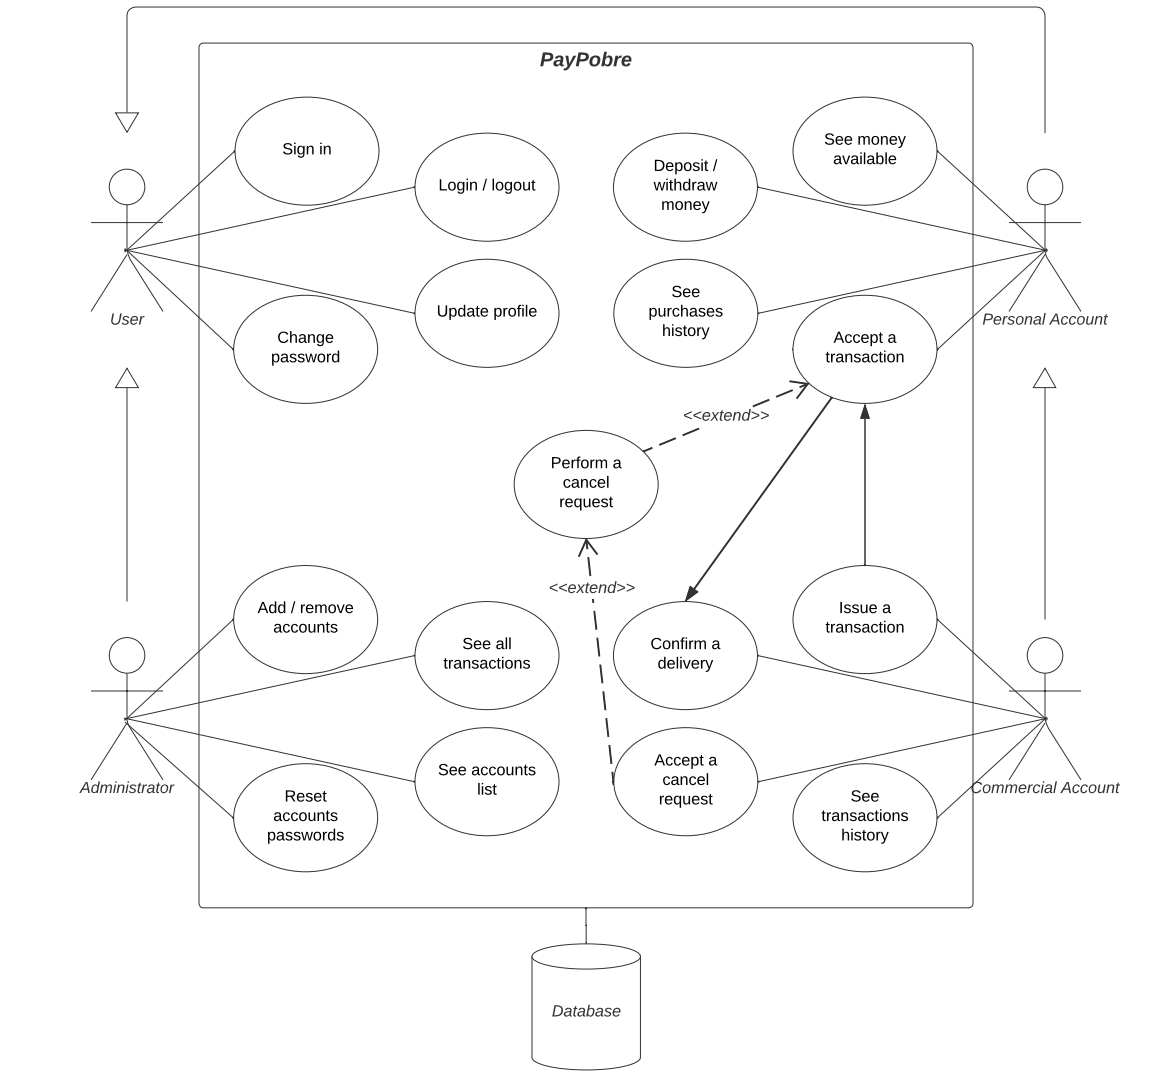 PayPobre
Sign in
Login / logout
Deposit /
withdraw
money
See money
available
User
Change
password
Update profile
See
purchases
history
Accept a
transaction
Personal Account
<<extend>>
Perform a
cancel
request
<<extend>>
Add / remove
accounts
See all
transactions
Confirm a
delivery
Issue a
transaction
Administrator
Reset
accounts
passwords
See accounts
list
Accept a
cancel
request
See
transactions
history
Commercial Account
Database